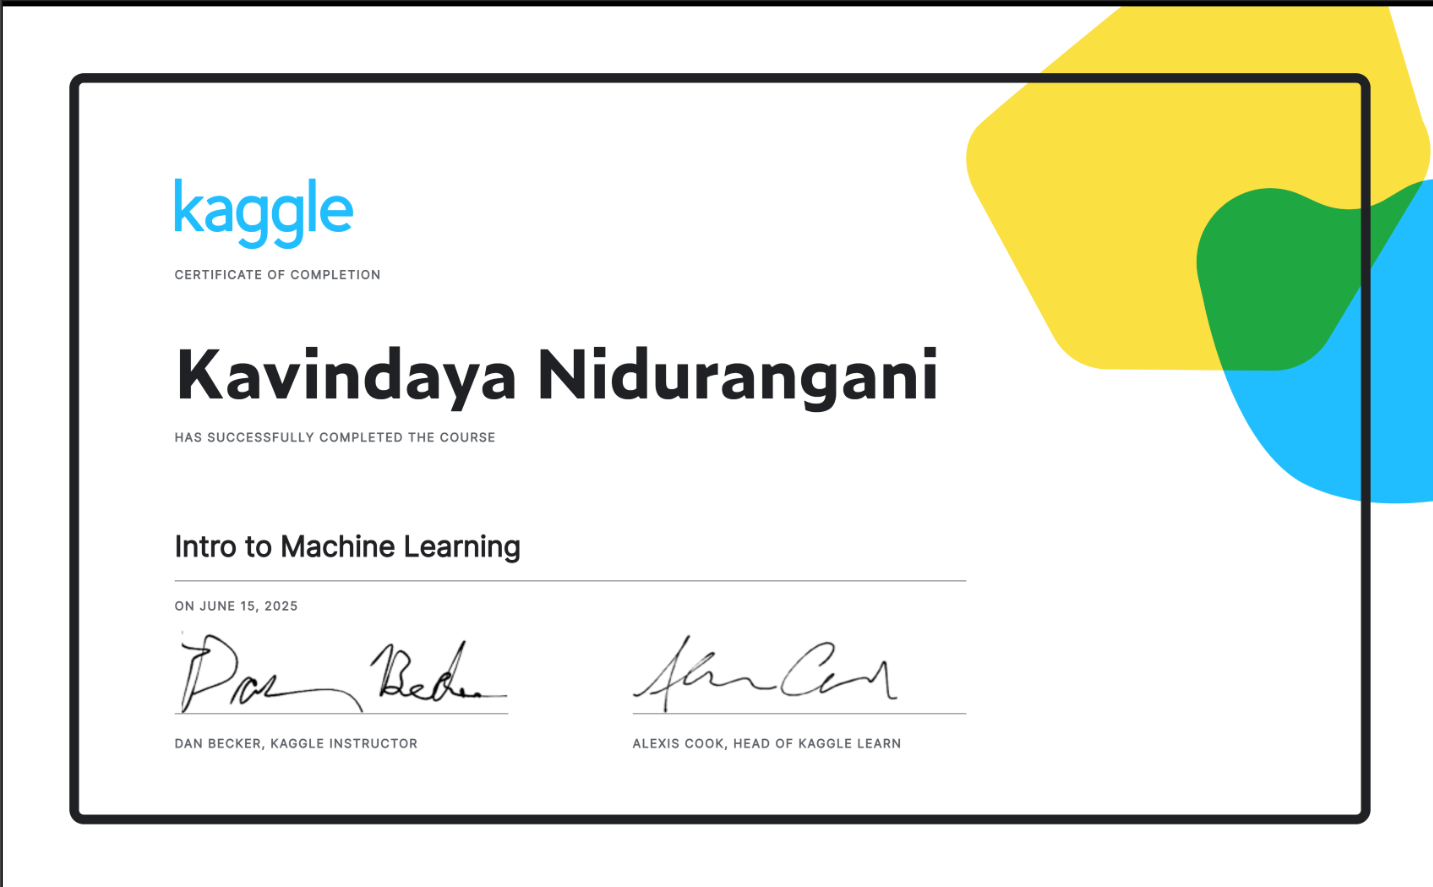 kaggle
CERTIFICATE OF COMPLETION
Kavindaya Nidurangani
HAS SUCCESSFULLY COMPLETED THE COURSE
Intro to Machine Learning
ON JUNE 15, 2025
Dan Becker
Alexis Cook
DAN BECKER, KAGGLE INSTRUCTOR
ALEXIS COOK, HEAD OF KAGGLE LEARN